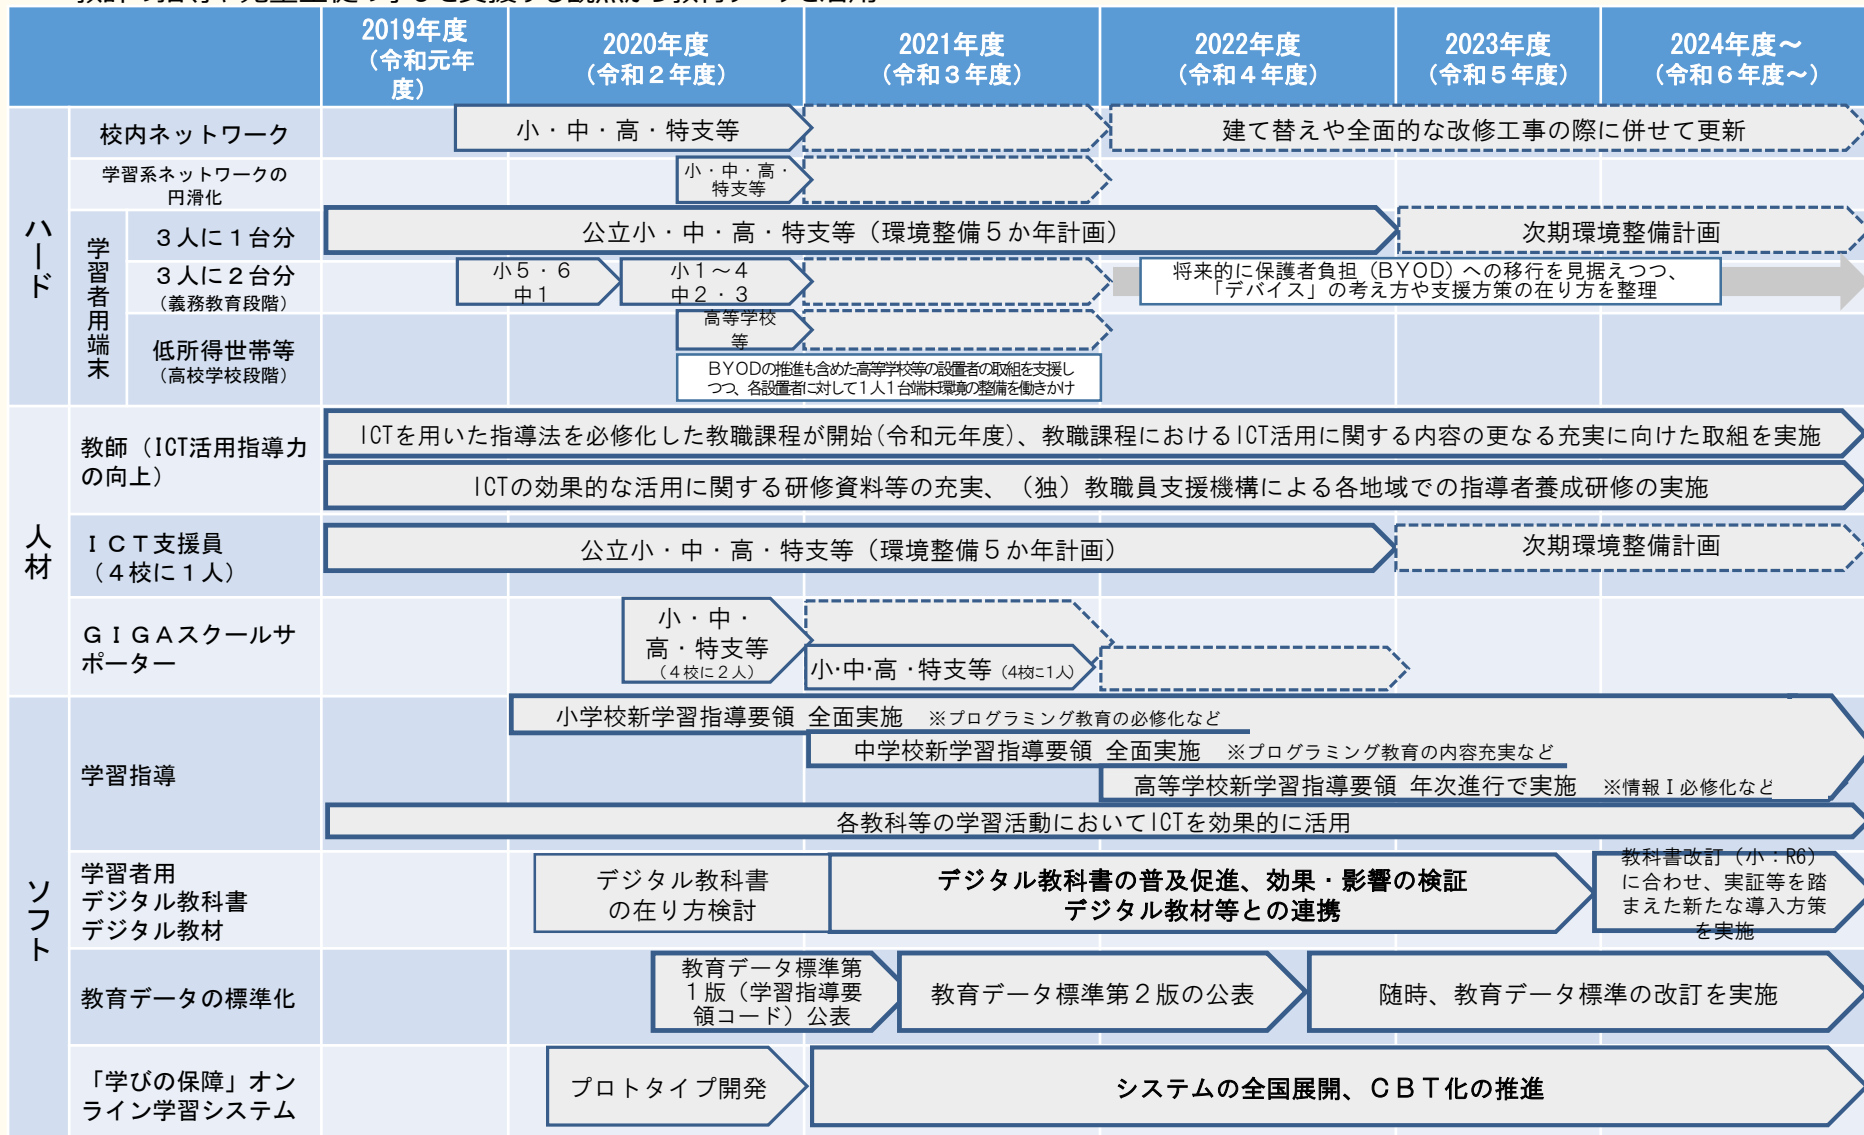 2019年度
（令和元年
度）
2020年度
（令和２年度）
2021年度
（令和３年度）
2022年度
（令和４年度）
2023年度
（令和５年度）
2024年度～
（令和６年度～）
ハード
校内ネットワーク
小・中・高・特支等
建て替えや全面的な改修工事の際に併せて更新
学習系ネットワークの
円滑化
小・中・高・
特支等
学習者用端末
３人に１台分
公立小・中・高・特支等（環境整備５か年計画）
次期環境整備計画
３人に２台分
（義務教育段階）
小５・６
中１
小１～４
中２・３
将来的に保護者負担（BYOD）への移行を見据えつつ、
「デバイス」の考え方や支援方策の在り方を整理
低所得世帯等
（高校学校段階）
高等学校
等
BYODの推進も含めた高等学校等の設置者の取組を支援し
つつ、各設置者に対して１人１台端末環境の整備を働きかけ
人材
教師（ICT活用指導力
の向上）
ICTを用いた指導法を必修化した教職課程が開始(令和元年度)、教職課程におけるICT活用に関する内容の更なる充実に向けた取組を実施
ICTの効果的な活用に関する研修資料等の充実、（独）教職員支援機構による各地域での指導者養成研修の実施
ＩＣＴ支援員
（４校に１人）
公立小・中・高・特支等（環境整備５か年計画）
次期環境整備計画
ＧＩＧＡスクールサ
ポーター
小・中・
高・特支等
（４校に２人）
小・中・高・特支等（4校に1人）
ソフト
学習指導
小学校新学習指導要領 全面実施 ※プログラミング教育の必修化など
中学校新学習指導要領 全面実施 ※プログラミング教育の内容充実など
高等学校新学習指導要領 年次進行で実施 ※情報Ⅰ必修化など
各教科等の学習活動においてICTを効果的に活用
学習者用
デジタル教科書
デジタル教材
デジタル教科書
の在り方検討
デジタル教科書の普及促進、効果・影響の検証
デジタル教材等との連携
教科書改訂（小：R6）
に合わせ、実証等を踏
まえた新たな導入方策
を実施
教育データの標準化
教育データ標準第
１版（学習指導要
領コード）公表
教育データ標準第２版の公表
随時、教育データ標準の改訂を実施
「学びの保障」オン
ライン学習システム
プロトタイプ開発
システムの全国展開、ＣＢＴ化の推進